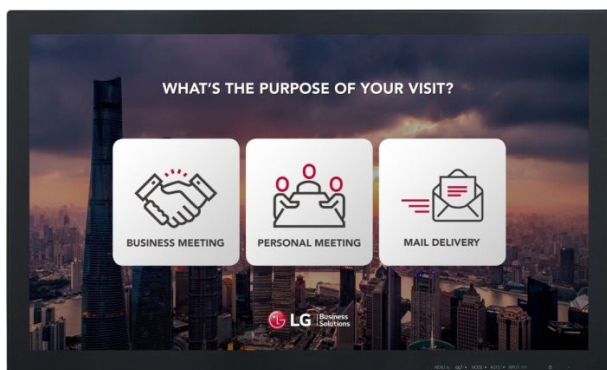 WHAT'S THE PURPOSE OF YOUR VISIT?
BUSINESS MEETING
PERSONAL MEETING
MAIL DELIVERY
LG Business Solutions